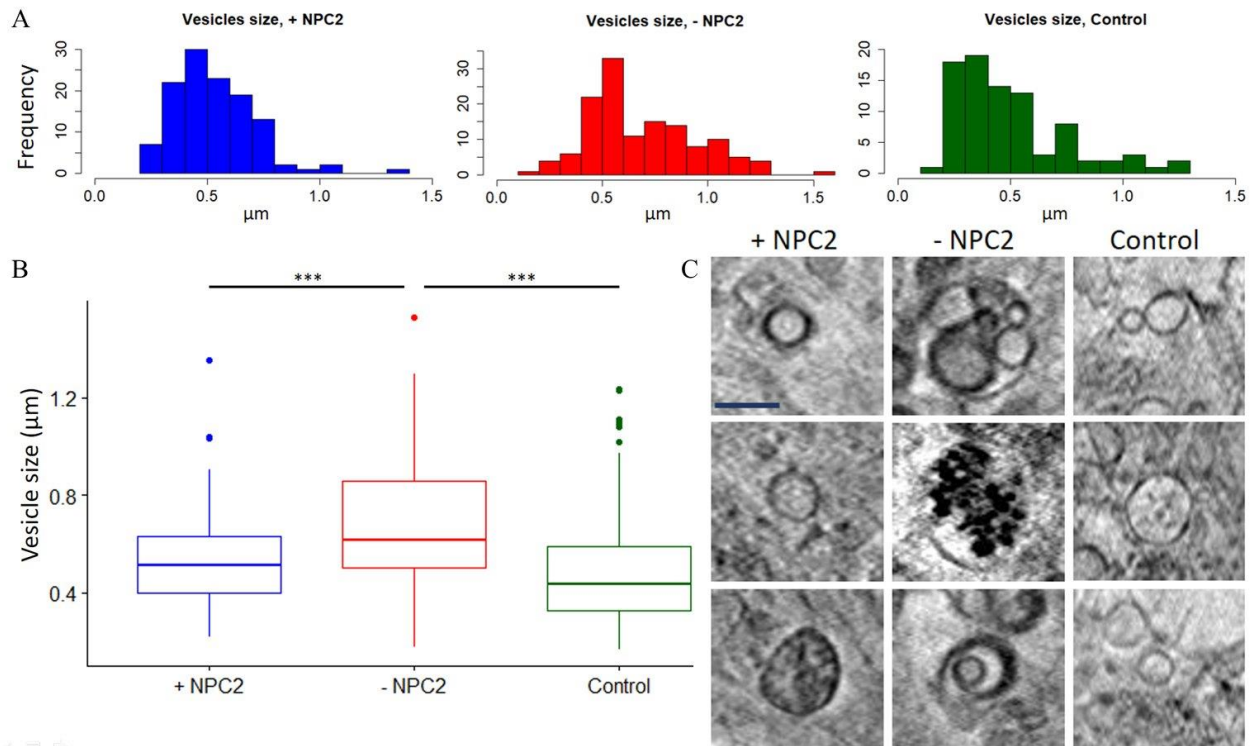 A
Vesicles size, + NPC2
Vesicles size, - NPC2
Vesicles size, Control
Frequency
0 10 20 30
0.0 0.5 1.0 1.5
µm
0 10 20 30
0.0 0.5 1.0
µm
0 5 10 15 20
0.0 0.5 1.0 1.5
µm
B
*** ***
Vesicle size (µm)
1.2
0.8
0.4
+ NPC2 - NPC2 Control
C
+ NPC2 - NPC2 Control